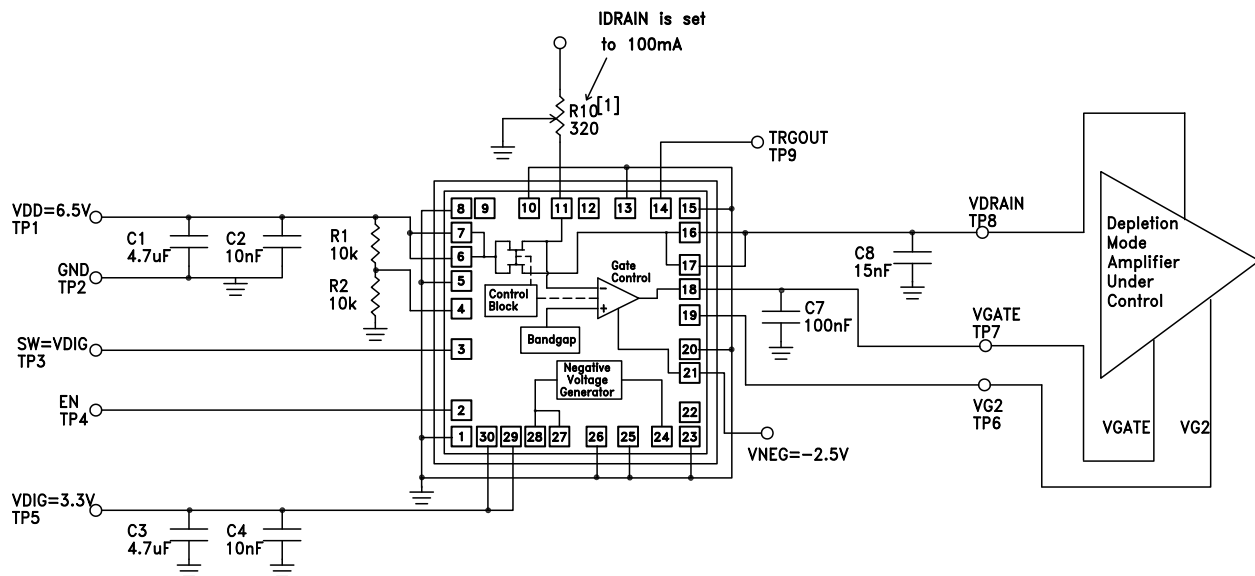 IDRAIN is set
to 100mA
R10[1]
320
TRGOUT
TP9
VDD=6.5V
TP1
C1
4.7uF
C2
10nF
R1
10k
GND
TP2
R2
10k
SW=VDIG
TP3
EN
TP4
VDIG=3.3V
TP5
C3
4.7uF
C4
10nF
8
9
10
11
12
13
14
15
7
16
6
17
5
18
4
19
3
20
21
2
22
1
30
29
28
27
26
25
24
23
Control
Block
Gate
Control
Bandgap
Negative
Voltage
Generator
VDRAIN
TP8
C8
15nF
C7
100nF
VGATE
TP7
VG2
TP6
VNEG=-2.5V
Depletion
Mode
Amplifier
Under
Control
VGATE
VG2